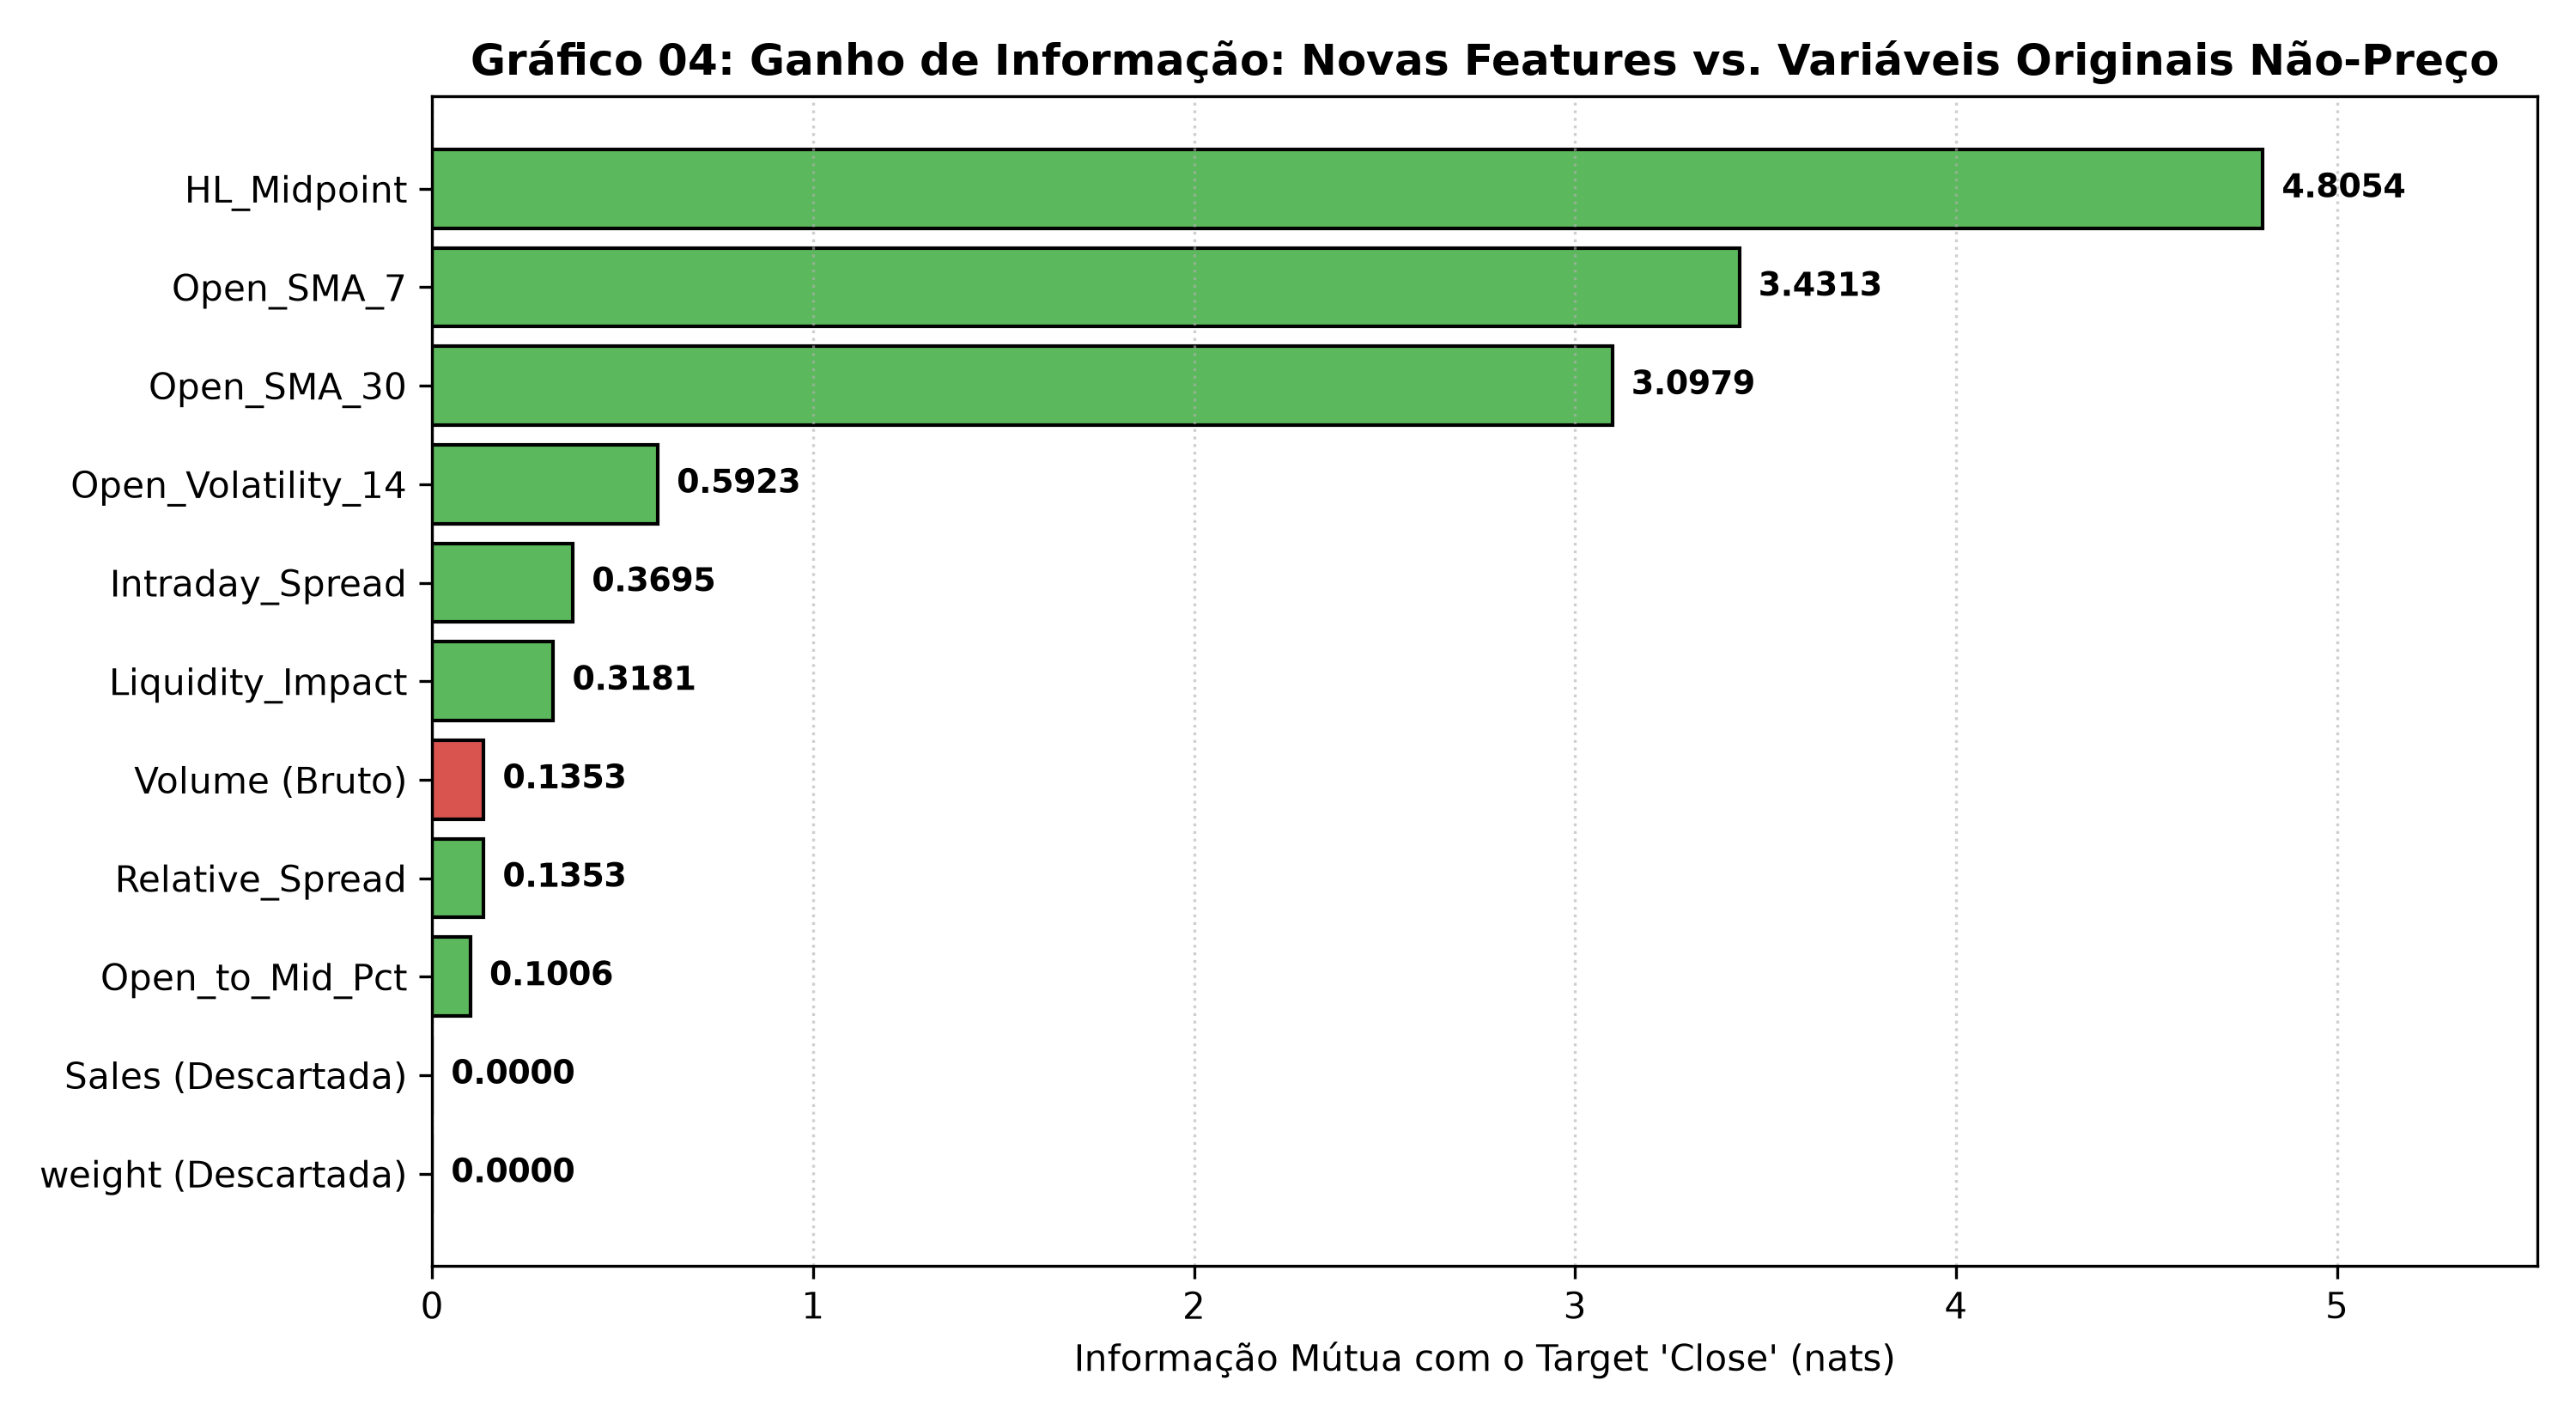 Gráfico 04: Ganho de Informação: Novas Features vs. Variáveis Originais Não-Preço
HL_Midpoint 4.8054
Open_SMA_7 3.4313
Open_SMA_30 3.0979
Open_Volatility_14 0.5923
Intraday_Spread 0.3695
Liquidity_Impact 0.3181
Volume (Bruto) 0.1353
Relative_Spread 0.1353
Open_to_Mid_Pct 0.1006
Sales (Descartada) 0.0000
weight (Descartada) 0.0000
0 1 2 3 4 5
Informação Mútua com o Target 'Close' (nats)